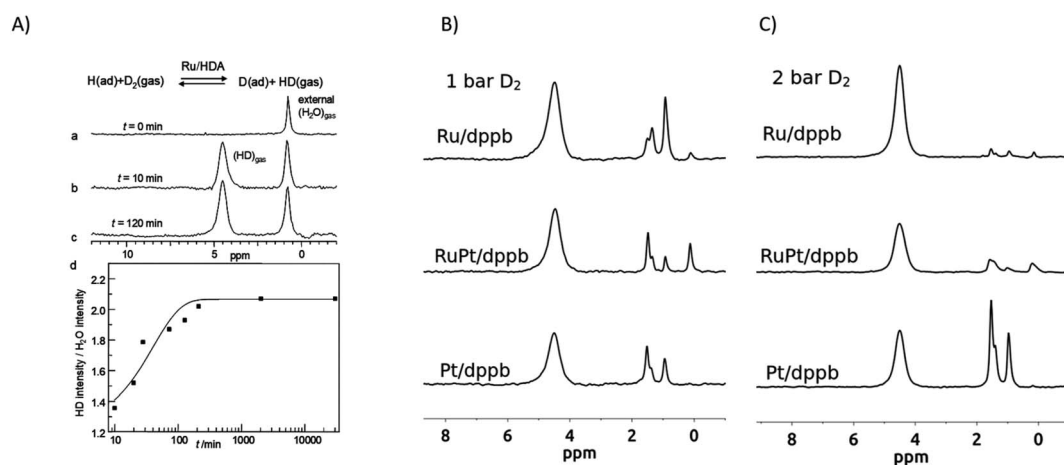 A)
Ru/HDA
H(ad)+D₂(gas) D(ad)+ HD(gas)
external
(H₂O)gas
a
t = 0 min
(HD)gas
b
t = 10 min
c
t = 120 min
10 5 ppm 0
d
HD intensity / H₂O intensity
2.0
1.8
1.6
1.4
1.2
10 100 1000 10000
t /min
B)
1 bar D₂
Ru/dppb
RuPt/dppb
Pt/dppb
8 6 4 2 0
ppm
C)
2 bar D₂
Ru/dppb
RuPt/dppb
Pt/dppb
8 6 4 2 0
ppm